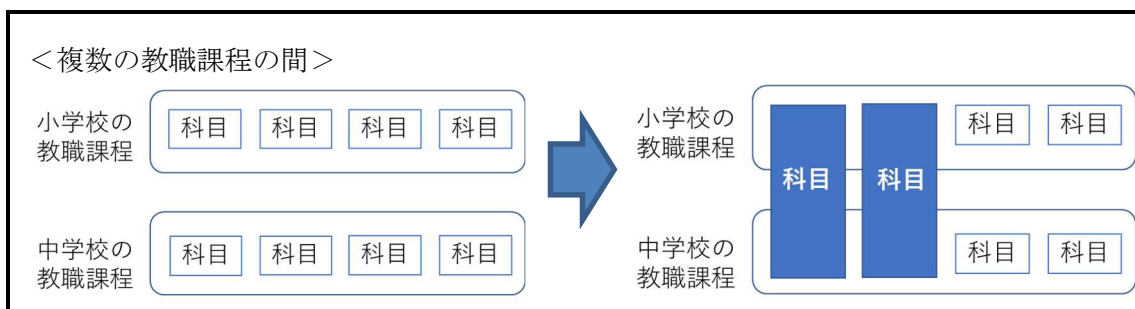 ＜複数の教職課程の間＞
小学校の
教職課程
科目 科目 科目 科目
中学校の
教職課程
科目 科目 科目 科目
小学校の
教職課程
科目 科目
科目 科目
中学校の
教職課程
科目 科目